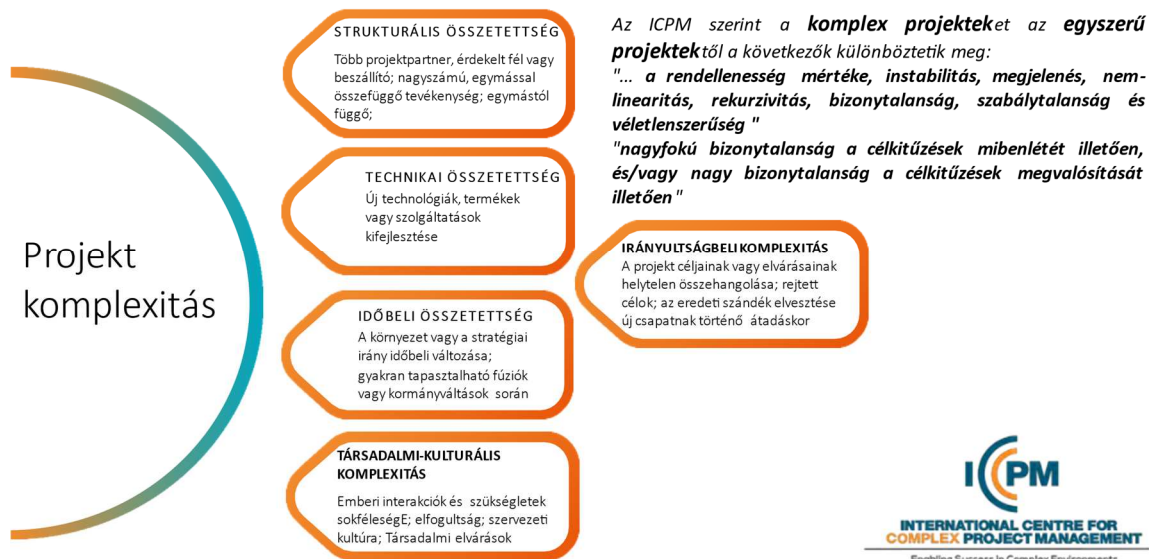 Projekt
komplexitás
STRUKTURÁLIS ÖSSZETETTSÉG
Több projektpartner, érdekelt fél vagy
beszállító; nagyszámú, egymással
összefüggő tevékenység; egymástól
függő;
TECHNIKAI ÖSSZETETTSÉG
Új technológiák, termékek
vagy szolgáltatások
kifejlesztése
IDŐBELI ÖSSZETETTSÉG
A környezet vagy a stratégiai
irány időbeli változása;
gyakran tapasztalható fúziók
vagy kormányváltások során
TÁRSADALMI-KULTURÁLIS
KOMPLEXITÁS
Emberi interakciók és szükségletek
sokféleségE; elfogultság; szervezeti
kultúra; Társadalmi elvárások
Az ICPM szerint a komplex projekteket az egyszerű
projektektől a következők különböztetik meg:
"... a rendellenesség mértéke, instabilitás, megjelenés, nem-
linearitás, rekurzivitás, bizonytalanság, szabálytalanság és
véletlenszerűség "
"nagyfokú bizonytalanság a célkitűzések mibenlétét illetően,
és/vagy nagy bizonytalanság a célkitűzések megvalósítását
illetően "
IRÁNYULTSÁGBELI KOMPLEXITÁS
A projekt céljainak vagy elvárásainak
helytelen összehangolása; rejtett
célok; az eredeti szándék elvesztése
új csapatnak történő átadáskor
ICPM
INTERNATIONAL CENTRE FOR
COMPLEX PROJECT MANAGEMENT
Enabling Success in Complex Environments